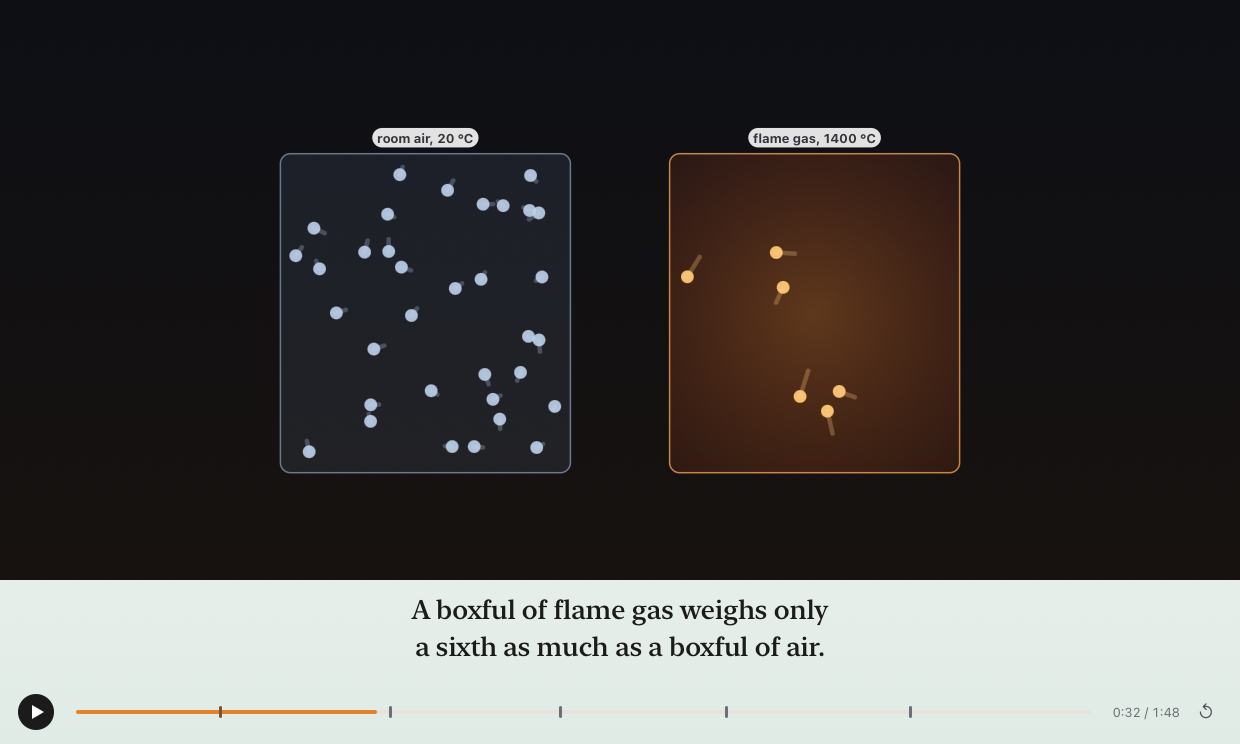 room air, 20 °C
flame gas, 1400 °C
A boxful of flame gas weighs only
a sixth as much as a boxful of air.
0:32 / 1:48